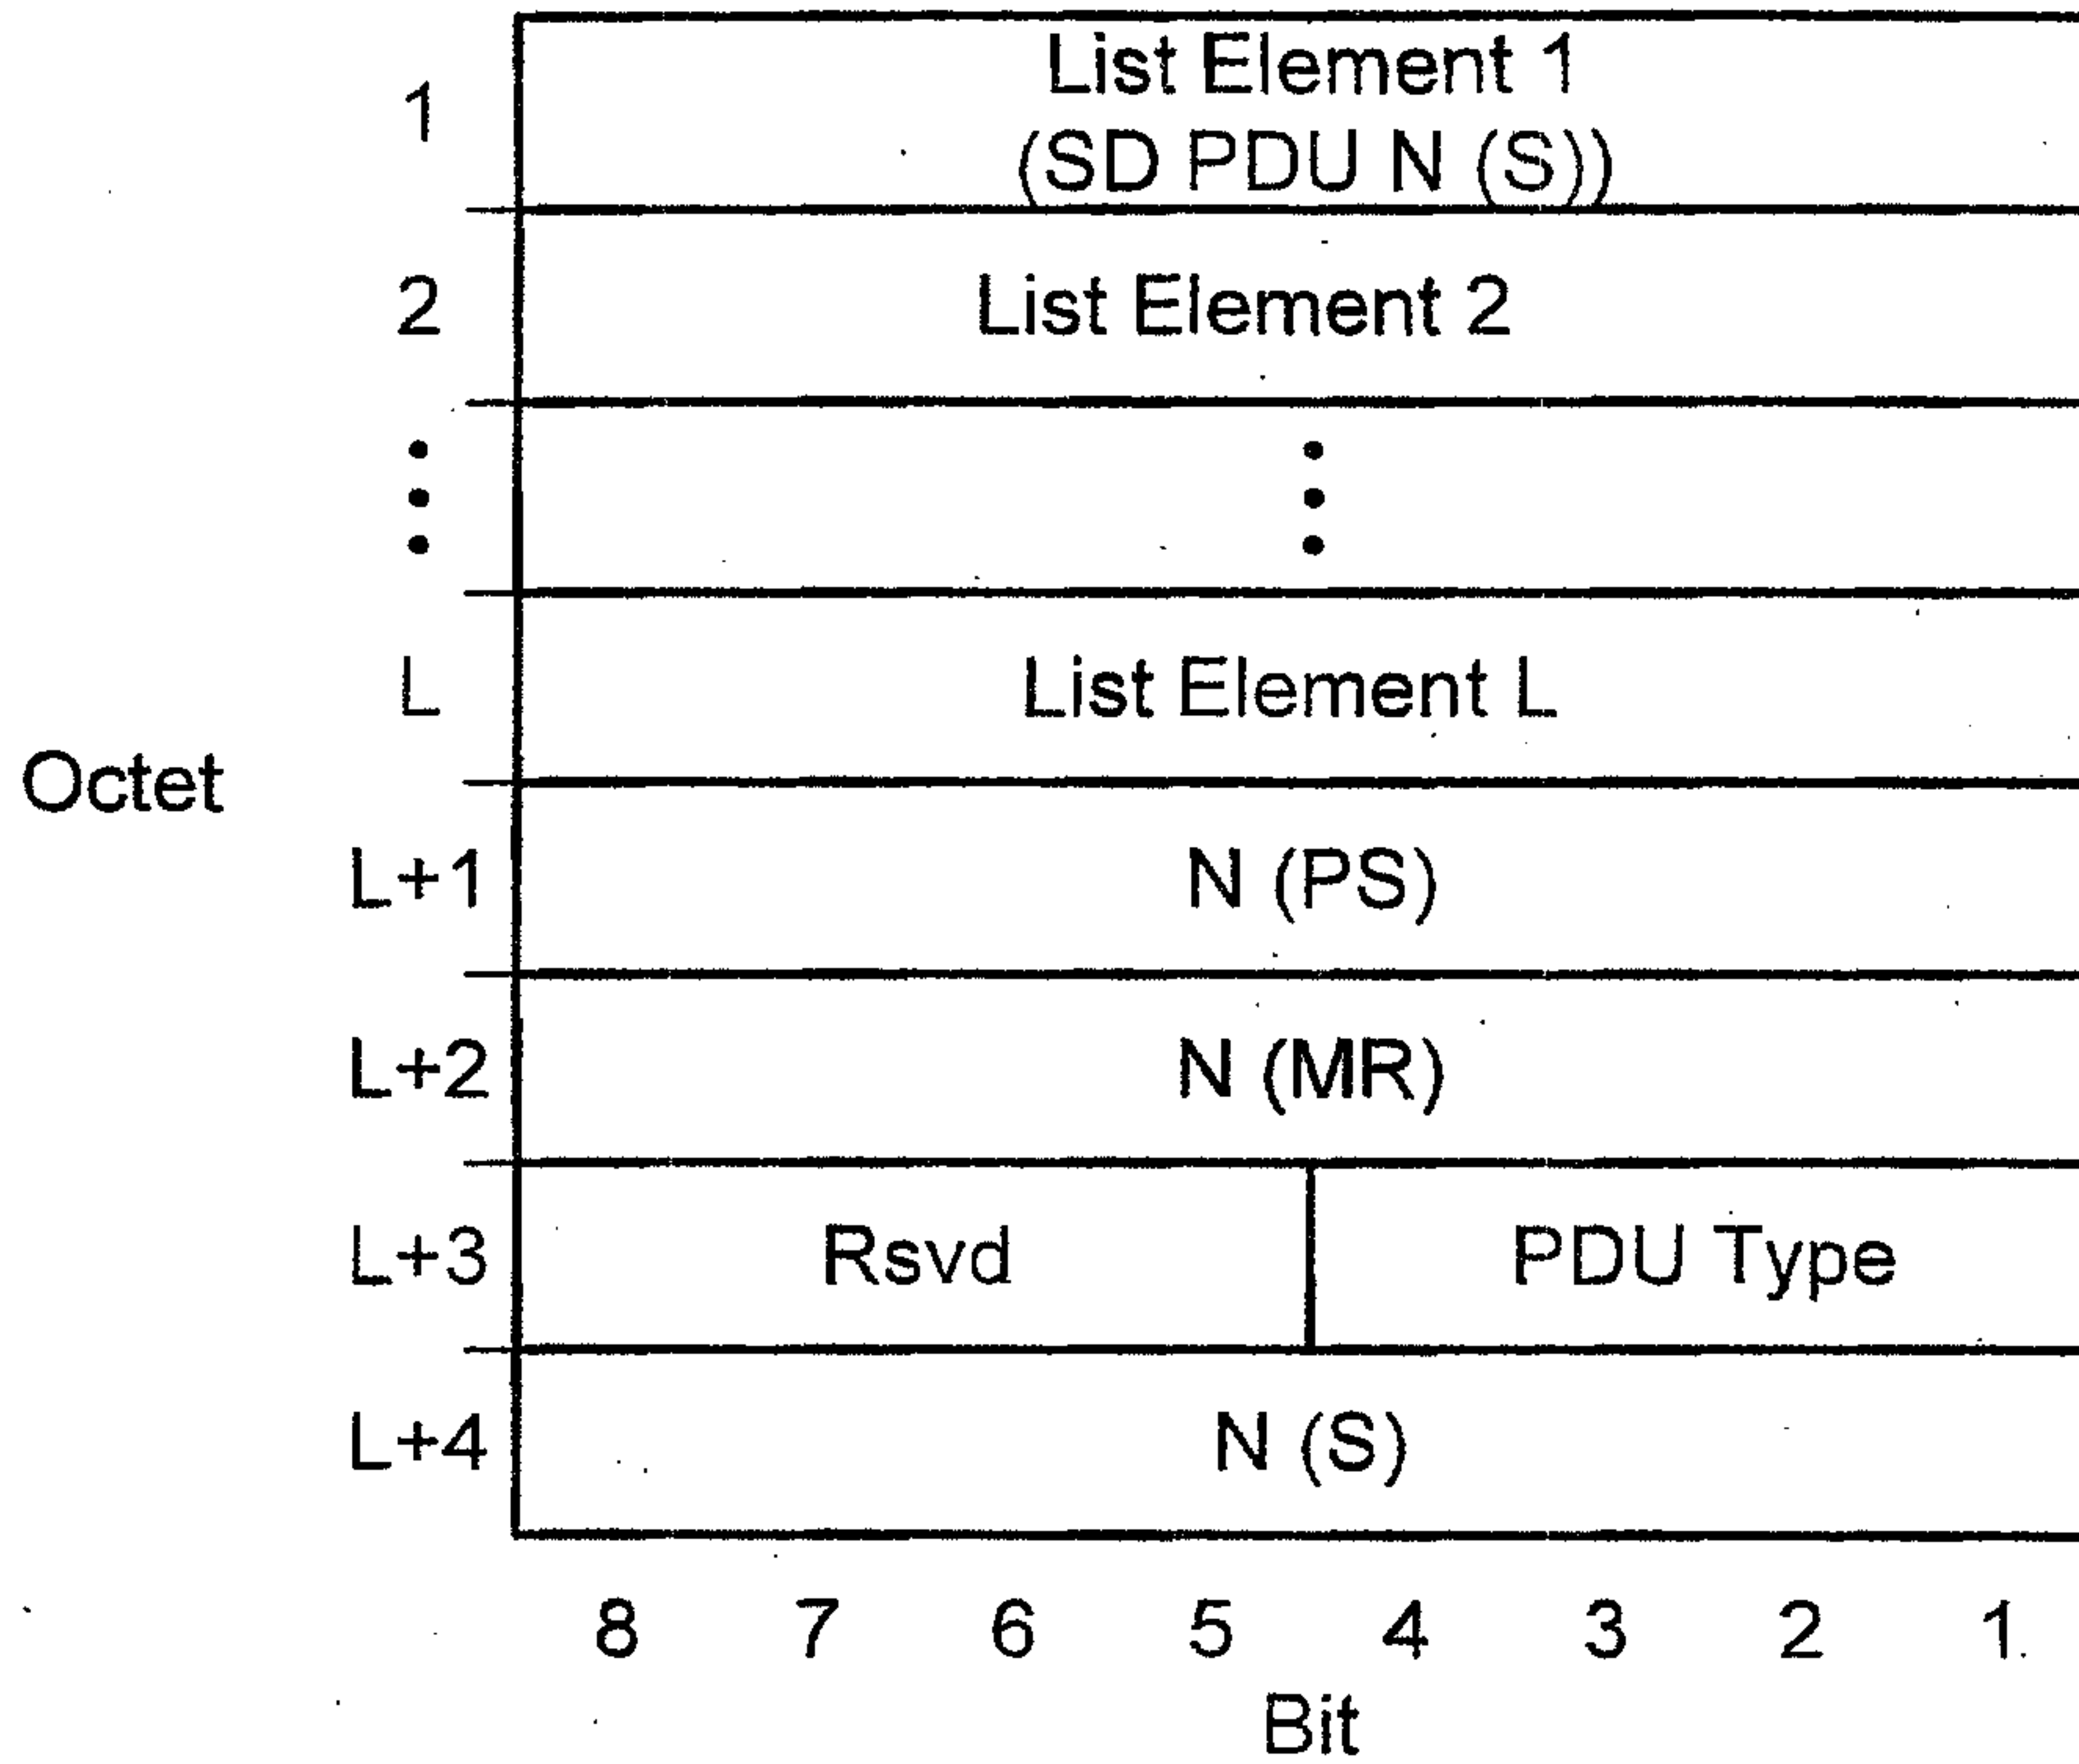 1 List Element 1
(SD PDU N (S))
2 List Element 2
L List Element L
Octet
L+1 N (PS)
L+2 N (MR)
L+3 Rsvd PDU Type
L+4 N (S)
8 7 6 5 4 3 2 1
Bit